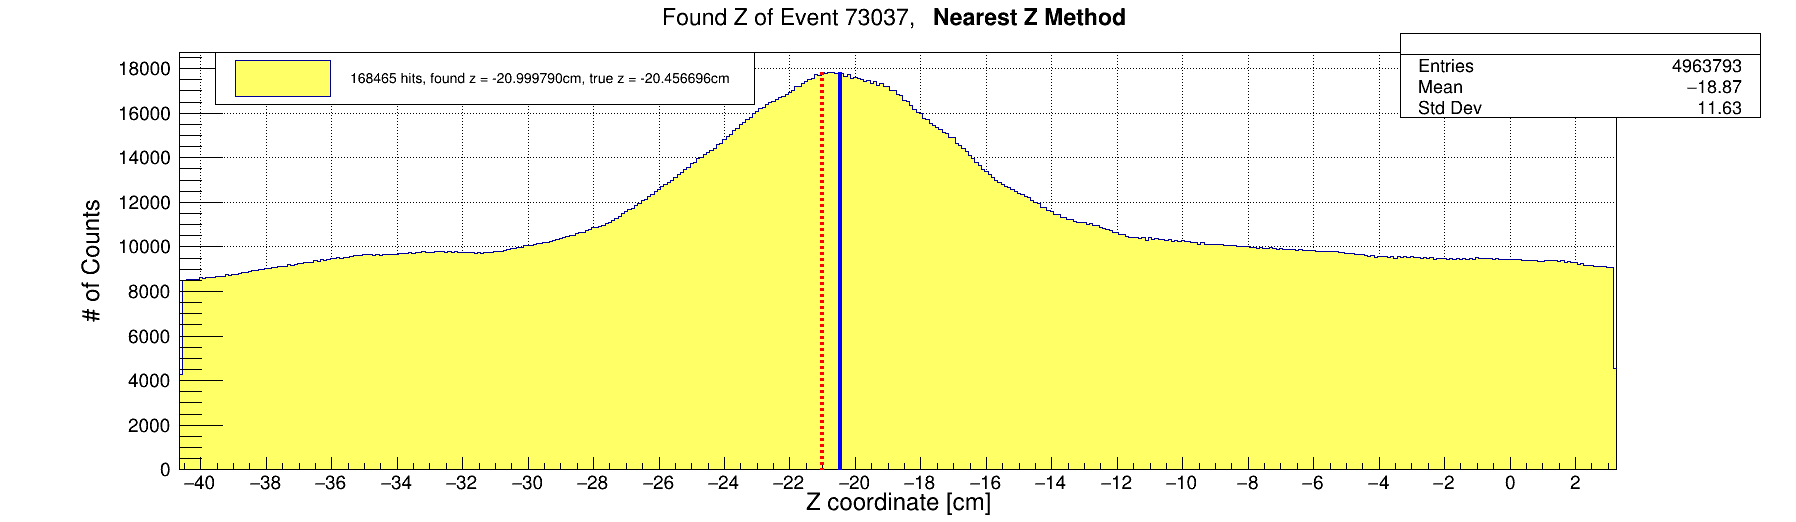 Found Z of Event 73037, Nearest Z Method
168465 hits, found z = -20.999790cm, true z = -20.456696cm
Entries 4963793
Mean −18.87
Std Dev 11.63
# of Counts
18000
16000
14000
12000
10000
8000
6000
4000
2000
0
−40 −38 −36 −34 −32 −30 −28 −26 −24 −22 −20 −18 −16 −14 −12 −10 −8 −6 −4 −2 0 2
Z coordinate [cm]